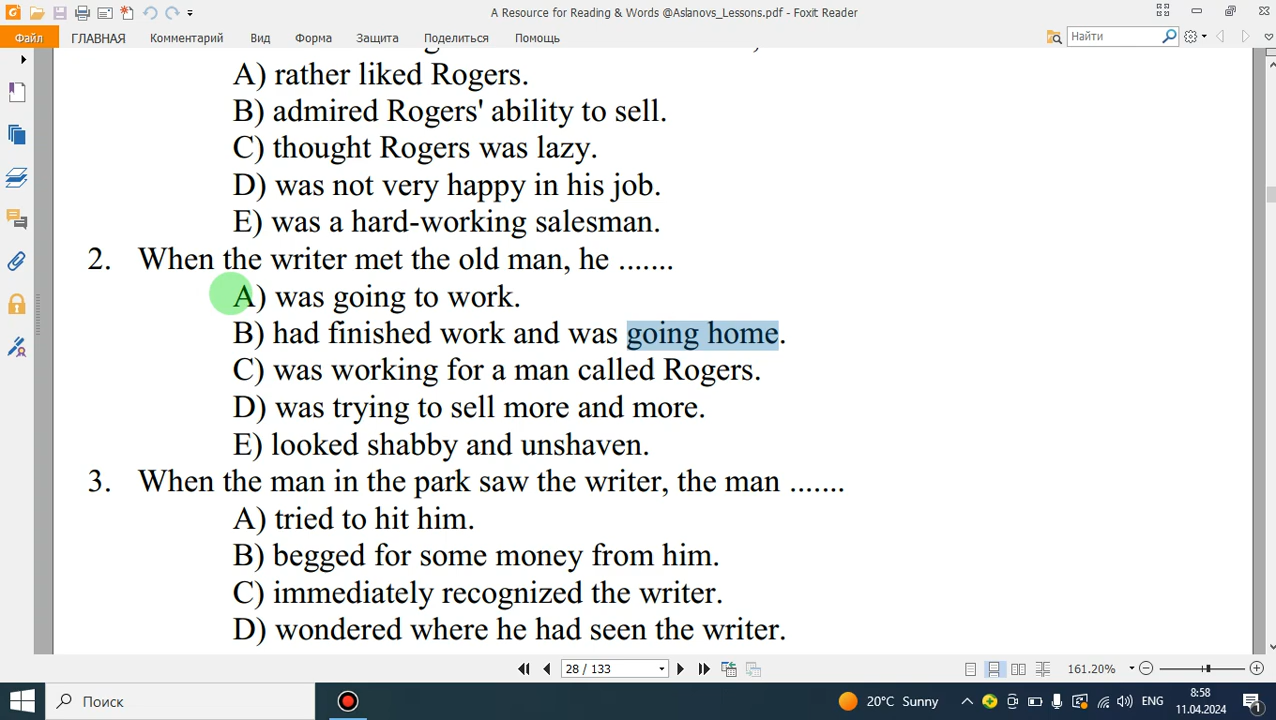 A Resource for Reading & Words @Aslanovs_Lessons.pdf - Foxit Reader
Файл ГЛАВНАЯ Комментарий Вид Форма Защита Поделиться Помощь Найти
A) rather liked Rogers.
B) admired Rogers' ability to sell.
C) thought Rogers was lazy.
D) was not very happy in his job.
E) was a hard-working salesman.
2. When the writer met the old man, he .......
A) was going to work.
B) had finished work and was going home.
C) was working for a man called Rogers.
D) was trying to sell more and more.
E) looked shabby and unshaven.
3. When the man in the park saw the writer, the man .......
A) tried to hit him.
B) begged for some money from him.
C) immediately recognized the writer.
D) wondered where he had seen the writer.
28 / 133 161.20%
Поиск 20°C Sunny ENG 8:58
11.04.2024 1